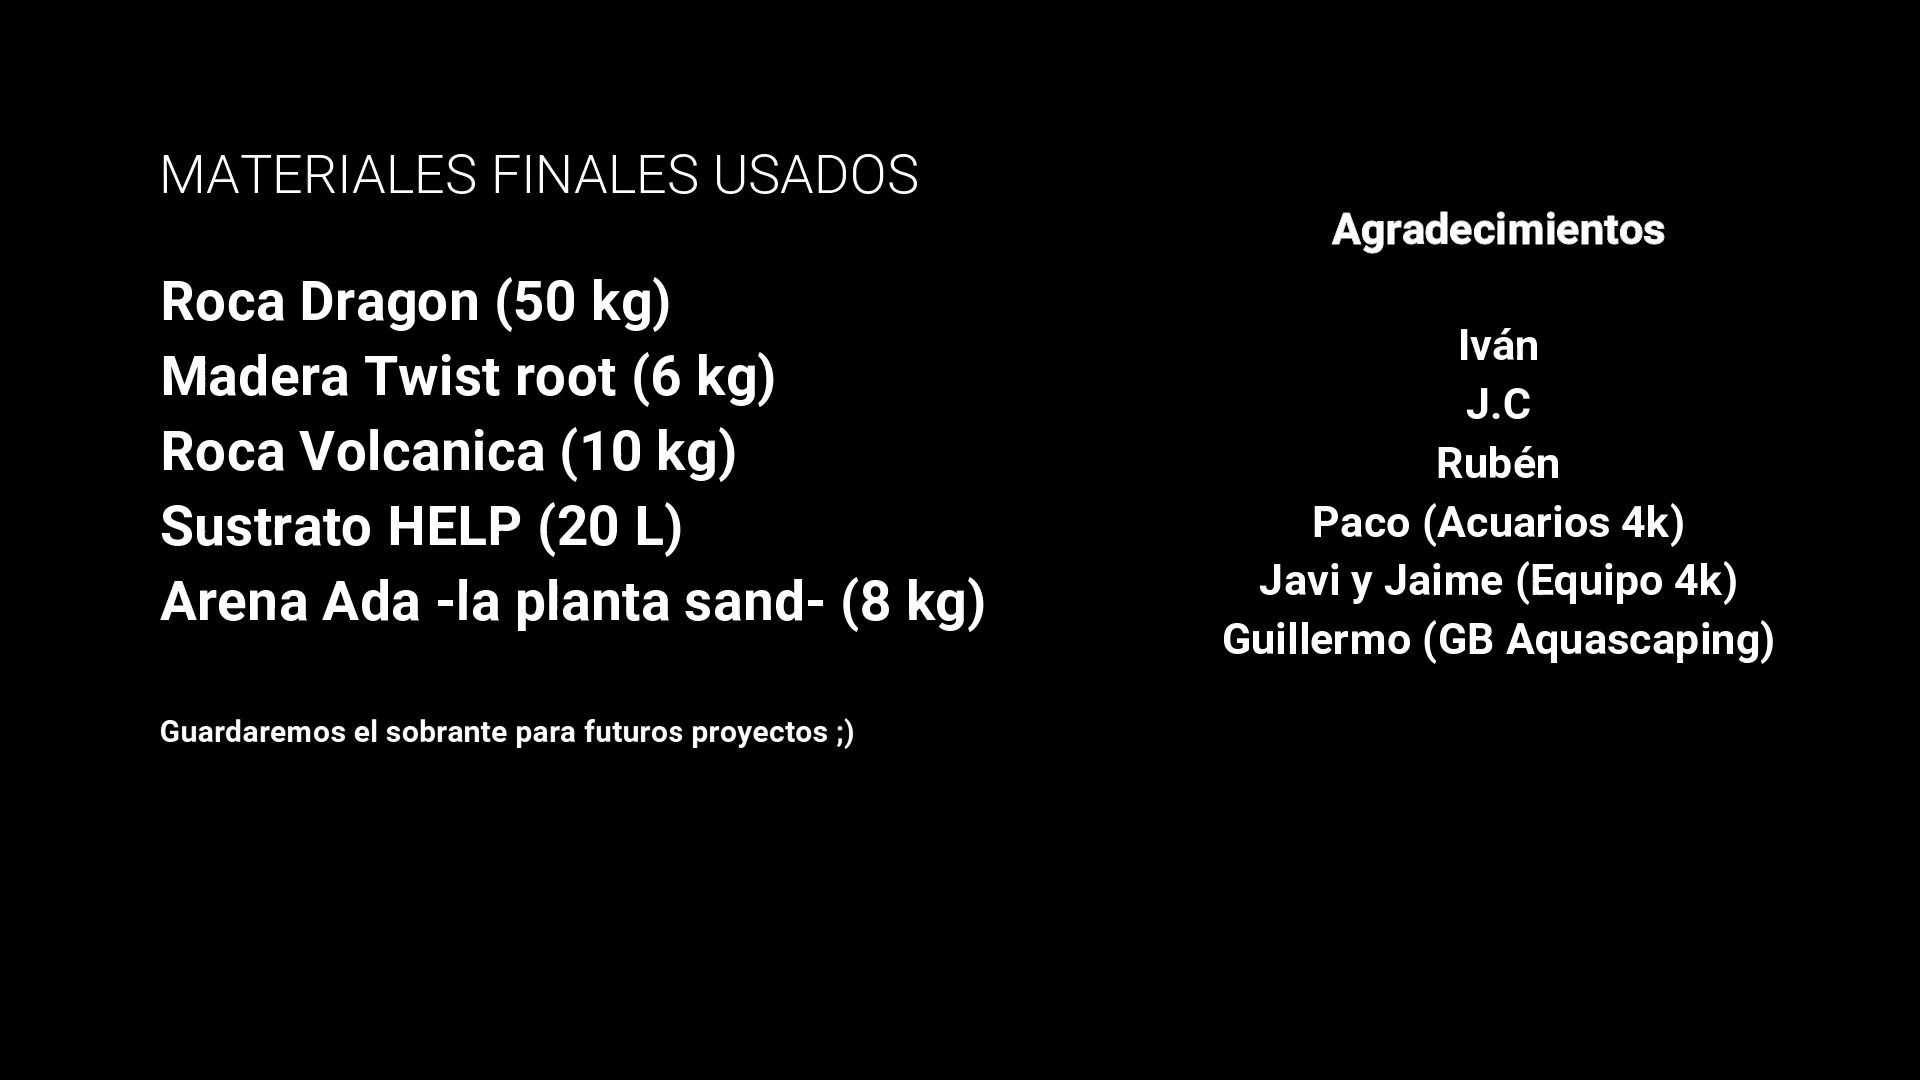 MATERIALES FINALES USADOS
Roca Dragon (50 kg)
Madera Twist root (6 kg)
Roca Volcanica (10 kg)
Sustrato HELP (20 L)
Arena Ada -la planta sand- (8 kg)
Guardaremos el sobrante para futuros proyectos ;)
Agradecimientos
Iván
J.C
Rubén
Paco (Acuarios 4k)
Javi y Jaime (Equipo 4k)
Guillermo (GB Aquascaping)